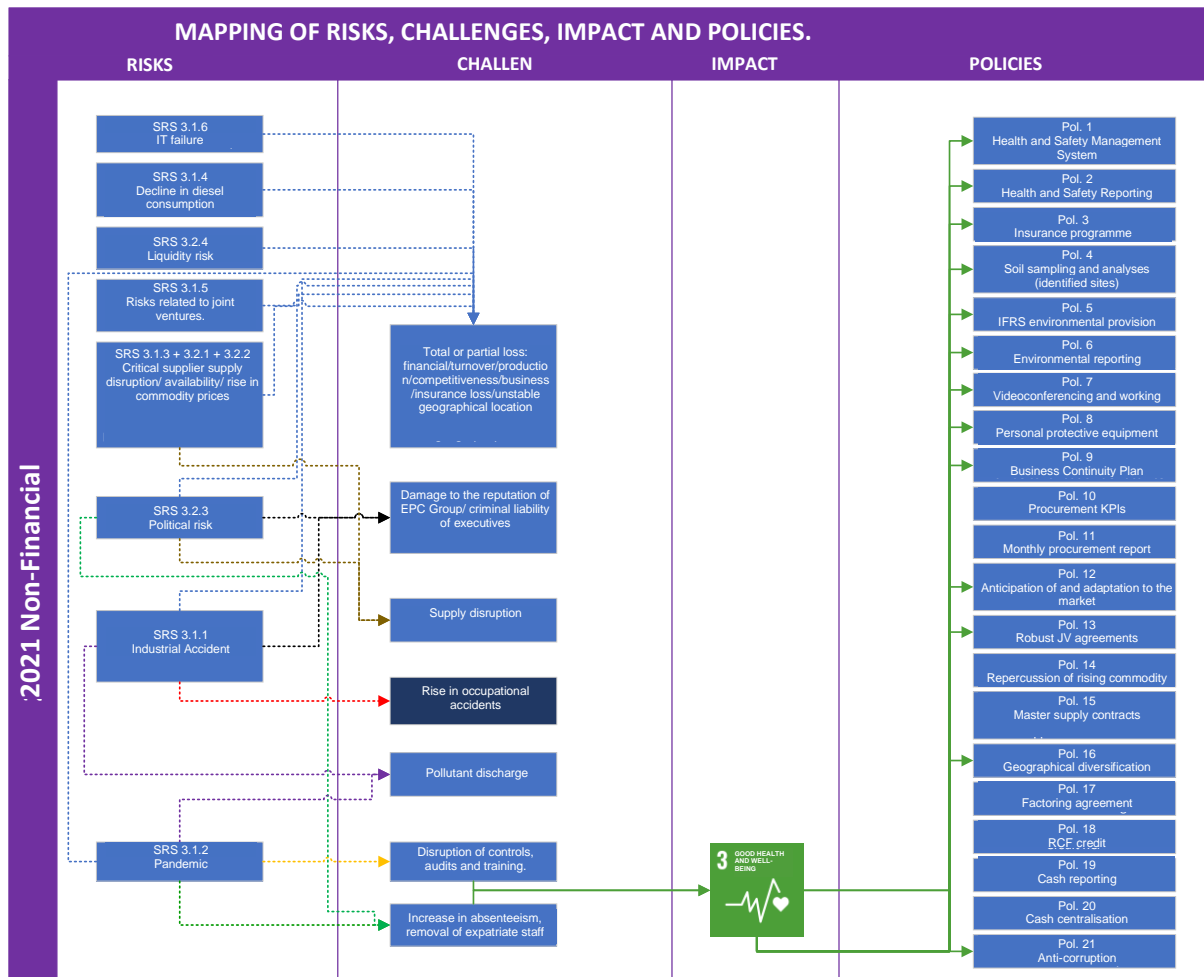 MAPPING OF RISKS, CHALLENGES, IMPACT AND POLICIES.
RISKS
CHALLEN
IMPACT
POLICIES
:2021 Non-Financial
SRS 3.1.6
IT failure
SRS 3.1.4
Decline in diesel
consumption
SRS 3.2.4
Liquidity risk
SRS 3.1.5
Risks related to joint
ventures.
SRS 3.1.3 + 3.2.1 + 3.2.2
Critical supplier supply
disruption/ availability/ rise in
commodity prices
SRS 3.2.3
Political risk
SRS 3.1.1
Industrial Accident
SRS 3.1.2
Pandemic
Total or partial loss:
financial/turnover/productio
n/competitiveness/business
/insurance loss/unstable
geographical location
Damage to the reputation of
EPC Group/ criminal liability
of executives
Supply disruption
Rise in occupational
accidents
Pollutant discharge
Disruption of controls,
audits and training.
Increase in absenteeism,
removal of expatriate staff
3 GOOD HEALTH
AND WELL-
BEING
Pol. 1
Health and Safety Management
System
Pol. 2
Health and Safety Reporting
Pol. 3
Insurance programme
Pol. 4
Soil sampling and analyses
(identified sites)
Pol. 5
IFRS environmental provision
Pol. 6
Environmental reporting
Pol. 7
Videoconferencing and working
Pol. 8
Personal protective equipment
Pol. 9
Business Continuity Plan
Pol. 10
Procurement KPIs
Pol. 11
Monthly procurement report
Pol. 12
Anticipation of and adaptation to the
market
Pol. 13
Robust JV agreements
Pol. 14
Repercussion of rising commodity
Pol. 15
Master supply contracts
Pol. 16
Geographical diversification
Pol. 17
Factoring agreement
Pol. 18
RCF credit
Pol. 19
Cash reporting
Pol. 20
Cash centralisation
Pol. 21
Anti-corruption